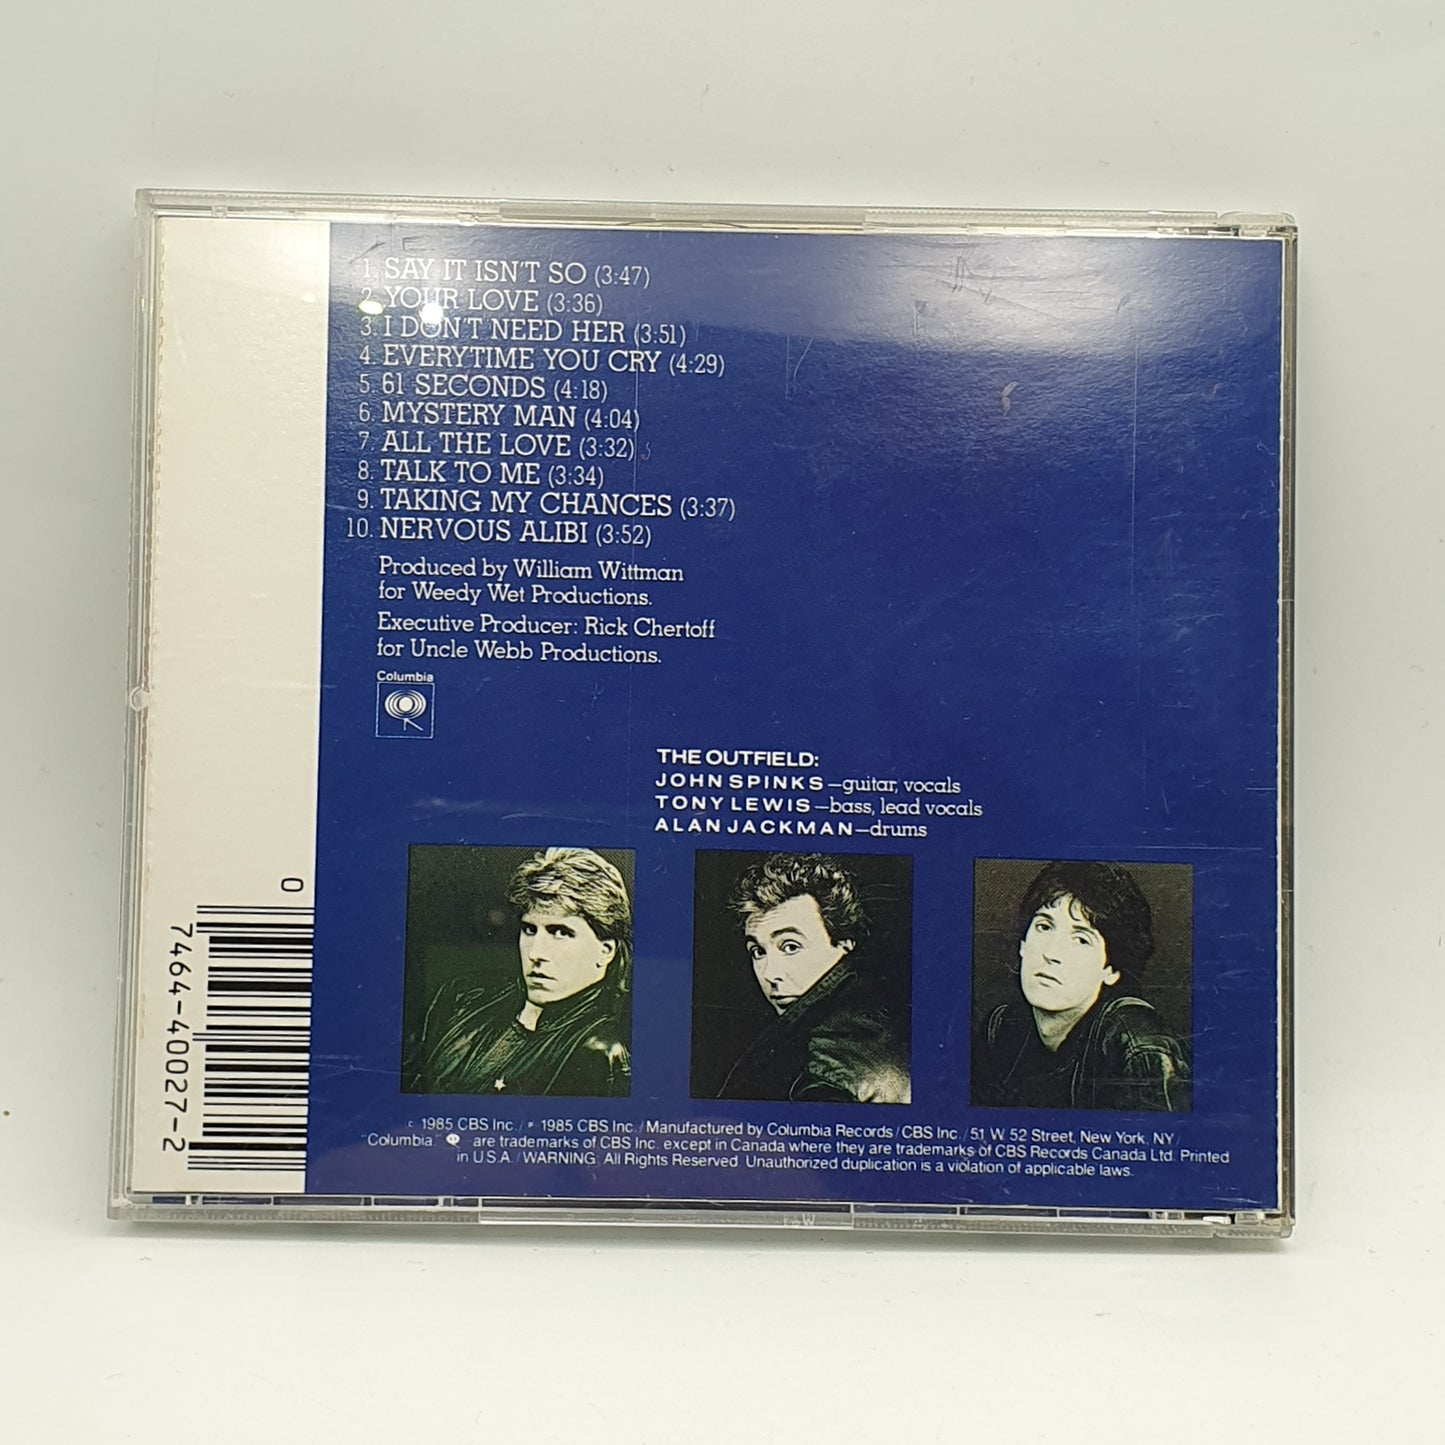 1. SAY IT ISN'T SO (3:47)
2. YOUR LOVE (3:36)
3. I DON'T NEED HER (3:51)
4. EVERYTIME YOU CRY (4:29)
5. 61 SECONDS (4:18)
6. MYSTERY MAN (4:04)
7. ALL THE LOVE (3:32)
8. TALK TO ME (3:34)
9. TAKING MY CHANCES (3:37)
10. NERVOUS ALIBI (3:52)
Produced by William Wittman
for Weedy Wet Productions.
Executive Producer: Rick Chertoff
for Uncle Webb Productions.
Columbia
THE OUTFIELD:
JOHN SPINKS—guitar, vocals
TONY LEWIS—bass, lead vocals
ALAN JACKMAN—drums
0
7464-40027-2
© 1985 CBS Inc./℗ 1985 CBS Inc./Manufactured by Columbia Records/CBS Inc./51 W. 52 Street, New York, NY/
"Columbia," are trademarks of CBS Inc. except in Canada where they are trademarks of CBS Records Canada Ltd. Printed
in U.S.A./WARNING: All Rights Reserved. Unauthorized duplication is a violation of applicable laws.